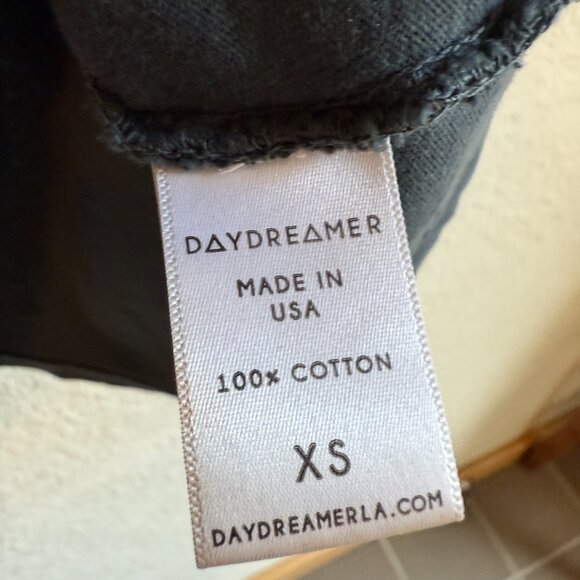 DAYDREAMER
MADE IN
USA
100% COTTON
XS
DAYDREAMERLA.COM